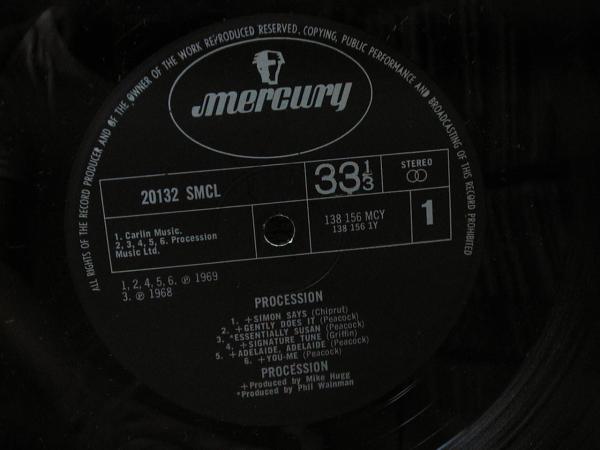 ALL RIGHTS OF THE RECORD PRODUCER AND OF THE OWNER OF THE WORK REPRODUCED RESERVED. COPYING, PUBLIC PERFORMANCE AND BROADCASTING OF THIS RECORD PROHIBITED
mercury
20132 SMCL
33 1/3
STEREO
1. Carlin Music.
2, 3, 4, 5, 6. Procession
Music Ltd.
138 156 MCY
138 156 1Y
1
1, 2, 4, 5, 6. ℗ 1969
3. ℗ 1968
PROCESSION
1. +SIMON SAYS (Chiprut)
2. +GENTLY DOES IT (Peacock)
3. *ESSENTIALLY SUSAN (Peacock)
4. +SIGNATURE TUNE (Griffin)
5. +ADELAIDE, ADELAIDE (Peacock)
6. +YOU-ME (Peacock)
PROCESSION
+Produced by Mike Hugg
*Produced by Phil Wainman